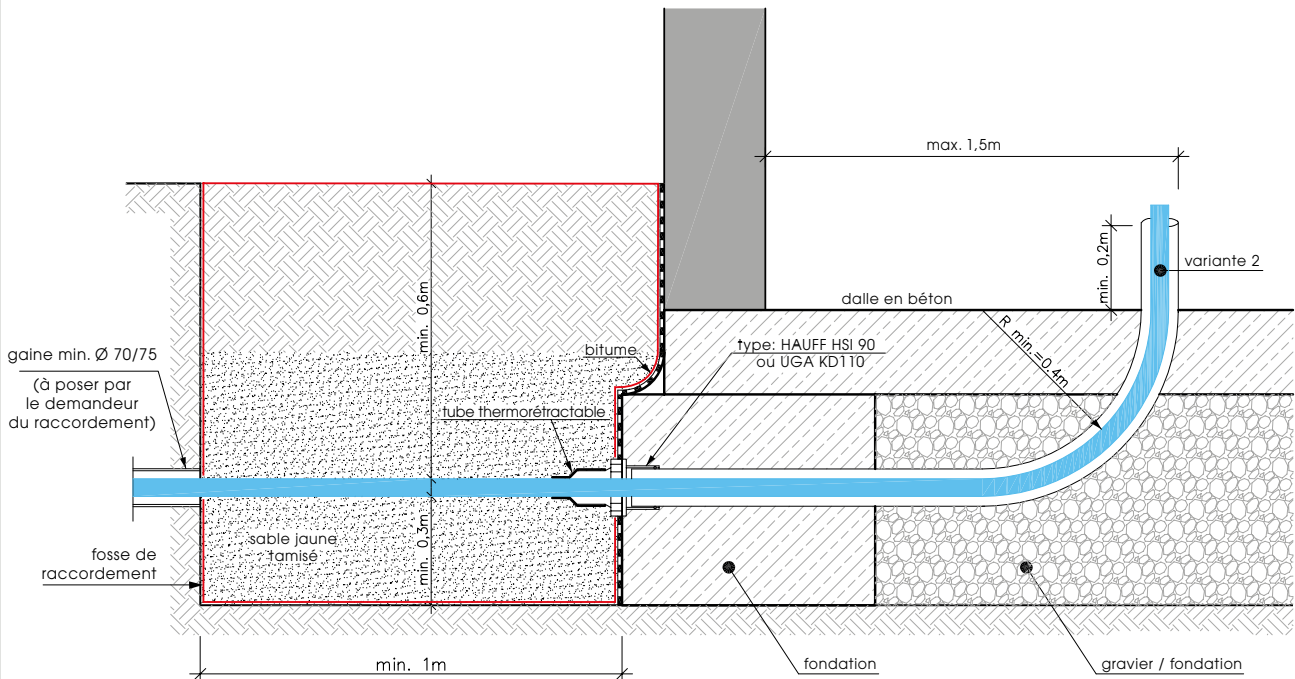 max. 1,5m
min. 0,2m
variante 2
dalle en béton
R min.=0.4m
min. 0,6m
gaine min. Ø 70/75
(à poser par
le demandeur
du raccordement)
bitume
type: HAUFF HSI 90
ou UGA KD110
tube thermorétractable
sable jaune
tamisé
min. 0,3m
fosse de
raccordement
min. 1m
fondation
gravier / fondation